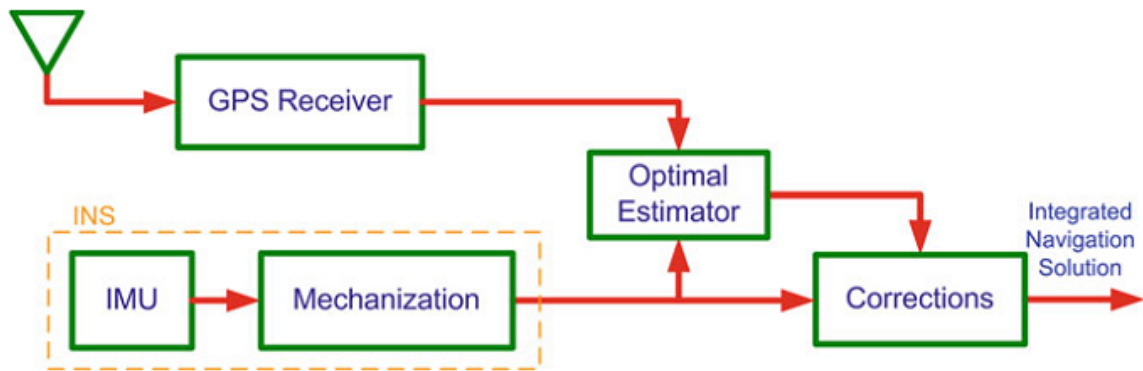 GPS Receiver
Optimal
Estimator
INS
IMU
Mechanization
Integrated
Navigation
Solution
Corrections